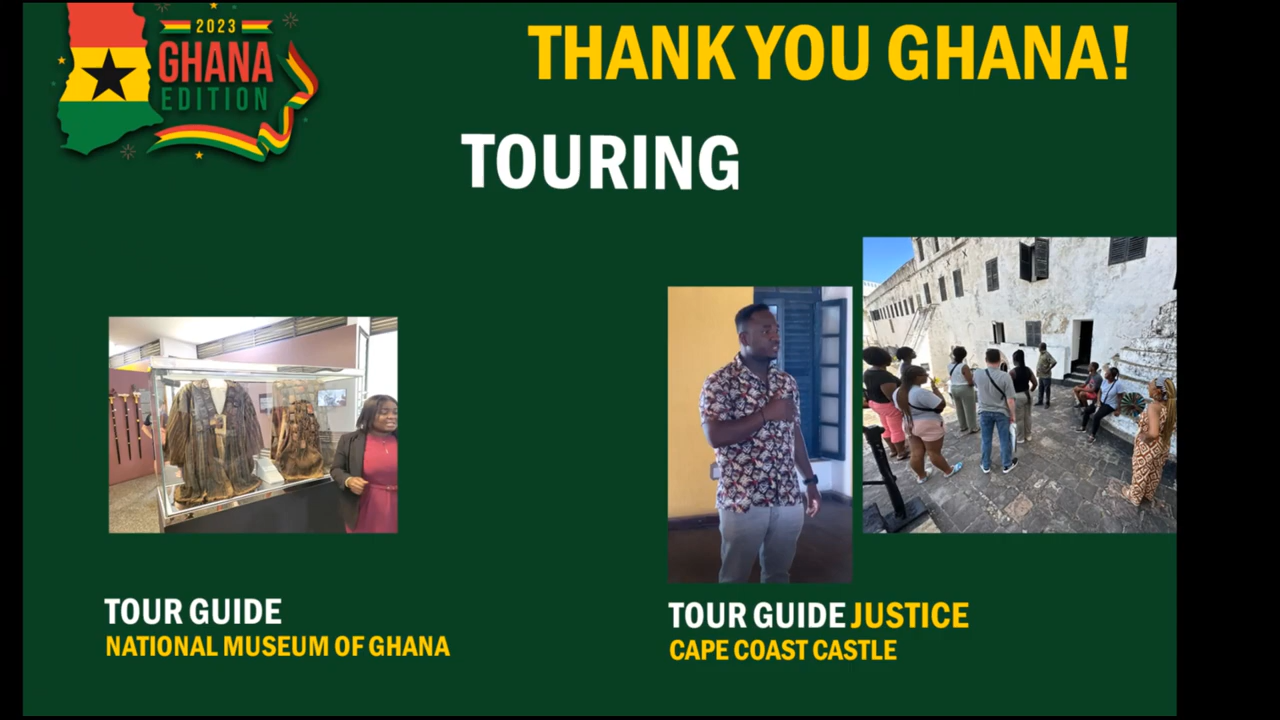 2023
GHANA
EDITION
THANK YOU GHANA!
TOURING
TOUR GUIDE
NATIONAL MUSEUM OF GHANA
TOUR GUIDE JUSTICE
CAPE COAST CASTLE